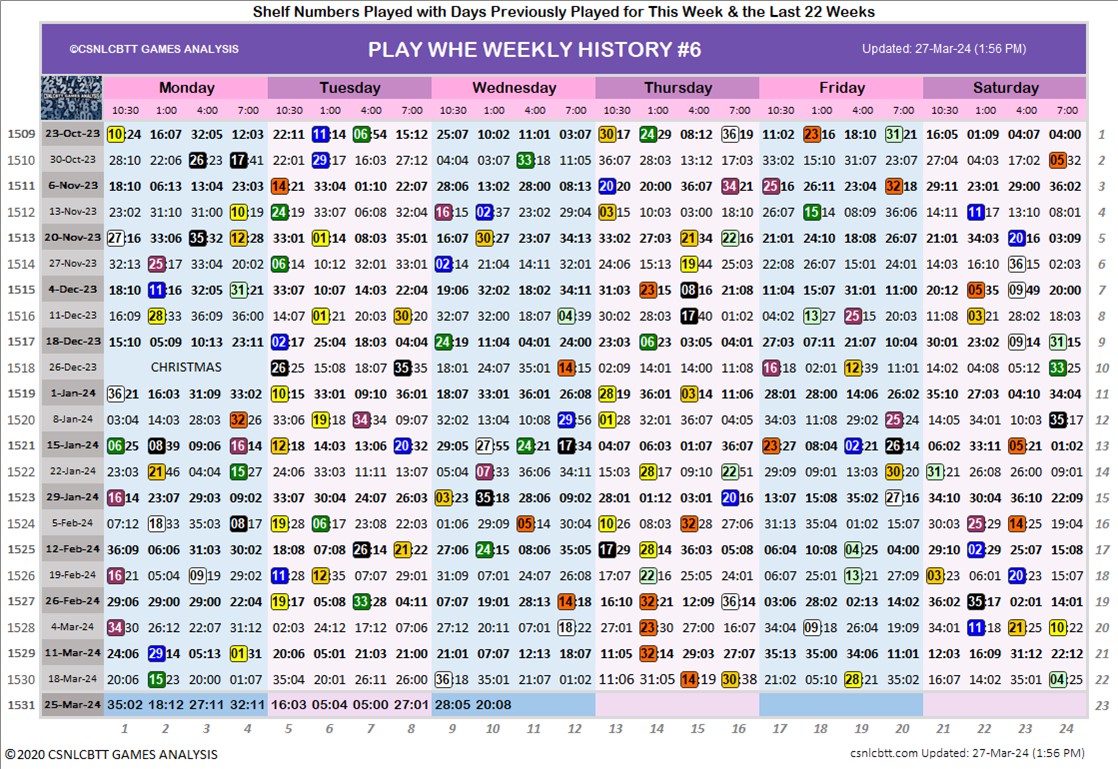 Shelf Numbers Played with Days Previously Played for This Week & the Last 22 Weeks
©CSNLCBTT GAMES ANALYSIS PLAY WHE WEEKLY HISTORY #6 Updated: 27-Mar-24 (1:56 PM)
Monday Tuesday Wednesday Thursday Friday Saturday
10:30 1:00 4:00 7:00 10:30 1:00 4:00 7:00 10:30 1:00 4:00 7:00 10:30 1:00 4:00 7:00 10:30 1:00 4:00 7:00 10:30 1:00 4:00 7:00
1509 23-Oct-23 10:24 16:07 32:05 12:03 22:11 11:14 06:54 15:12 25:07 10:02 11:01 03:07 30:17 24:29 08:12 36:19 11:02 23:16 18:10 31:21 16:05 01:09 04:07 04:00 1
1510 30-Oct-23 28:10 22:06 26:23 17:41 22:01 29:17 16:03 27:12 04:04 03:07 33:18 11:05 36:07 28:03 13:12 17:03 33:02 15:10 31:07 23:07 27:04 04:03 17:02 05:32 2
1511 6-Nov-23 18:10 06:13 13:04 23:03 14:21 33:04 01:10 22:07 28:06 13:02 28:00 08:13 20:20 20:00 36:07 34:21 25:16 26:11 23:04 32:18 29:11 23:01 29:00 36:02 3
1512 13-Nov-23 23:02 31:10 31:00 10:19 24:19 33:07 06:08 32:04 16:15 02:37 23:02 29:04 03:15 10:03 03:00 18:10 26:07 15:14 08:09 36:06 14:11 11:17 13:10 08:01 4
1513 20-Nov-23 27:16 33:06 35:32 12:28 33:01 01:14 08:03 35:01 16:07 30:27 23:07 34:13 33:02 27:03 21:34 22:16 21:01 24:10 18:08 26:07 21:01 34:03 20:16 03:09 5
1514 27-Nov-23 32:13 25:17 33:04 20:02 06:14 10:12 32:01 33:01 02:14 21:04 14:11 32:01 24:06 15:13 19:44 25:03 22:08 26:07 15:11 24:01 14:03 16:10 36:15 02:03 6
1515 4-Dec-23 18:10 11:16 32:05 31:21 33:07 10:07 14:03 22:04 19:06 32:02 18:02 34:11 31:03 23:15 08:16 21:08 11:04 15:07 31:01 11:00 21:12 05:35 09:49 20:00 7
1516 11-Dec-23 16:09 28:33 36:09 36:00 14:07 01:21 20:03 30:20 32:07 32:00 18:07 04:39 30:02 28:03 17:40 01:02 04:02 13:27 25:15 20:03 11:08 03:21 28:02 18:03 8
1517 18-Dec-23 15:10 05:09 10:13 23:11 02:17 25:04 18:03 04:04 24:19 11:04 04:01 24:01 23:03 06:23 03:05 04:01 27:03 07:11 21:07 10:04 30:01 23:02 09:14 31:15 9
1518 26-Dec-23 CHRISTMAS 26:25 15:08 18:07 35:35 18:01 24:07 35:01 14:15 02:09 14:01 14:00 11:08 16:18 02:01 12:39 11:01 14:02 04:08 05:12 33:25 10
1519 1-Jan-24 36:21 16:03 31:09 33:02 10:15 33:01 09:10 36:01 18:07 33:01 36:01 26:09 28:19 36:01 03:14 11:06 28:01 28:00 14:06 26:02 35:10 27:03 04:10 34:04 11
1520 8-Jan-24 03:04 14:03 28:03 32:26 33:06 19:18 34:34 09:07 32:02 13:04 10:08 29:56 01:28 32:01 36:07 04:05 34:03 11:08 29:02 25:24 24:05 34:01 10:03 35:17 12
1521 15-Jan-24 06:25 08:39 09:06 16:14 12:18 14:03 13:06 20:32 29:05 27:55 24:21 17:34 04:07 06:03 01:07 36:07 23:27 13:07 02:21 26:14 06:03 33:11 05:21 01:02 13
1522 22-Jan-24 23:03 21:46 04:04 15:27 24:06 33:03 11:11 13:07 05:04 07:33 11:06 34:11 15:03 28:17 09:10 22:51 29:09 09:01 13:07 30:20 31:21 26:08 26:00 09:01 14
1523 29-Jan-24 16:14 23:07 29:03 09:02 33:07 30:04 24:07 26:03 03:23 35:18 28:06 09:02 28:01 01:12 03:01 20:16 13:07 15:08 35:02 27:16 34:10 30:04 36:10 22:09 15
1524 5-Feb-24 07:12 18:33 35:03 08:17 19:28 06:17 23:08 22:03 01:06 29:09 05:14 30:04 10:26 08:03 32:28 27:06 31:13 35:04 01:02 15:07 30:03 25:29 14:25 19:04 16
1525 12-Feb-24 36:09 06:06 31:03 30:02 18:08 07:08 26:14 21:22 27:06 24:15 08:06 35:05 17:29 28:14 36:03 05:08 06:04 10:08 04:25 04:00 29:10 02:29 25:07 15:08 17
1526 19-Feb-24 16:21 05:04 09:19 29:02 11:28 12:35 07:07 29:01 31:09 07:01 24:07 26:08 17:07 22:16 25:05 24:01 06:07 25:01 13:21 27:09 03:23 06:01 20:23 15:07 18
1527 26-Feb-24 29:06 29:00 29:00 22:04 19:17 05:08 33:28 04:11 07:07 19:01 28:13 14:18 16:10 32:21 12:09 36:14 03:06 28:02 02:13 14:02 36:02 35:17 02:01 14:01 19
1528 4-Mar-24 34:30 26:12 22:07 31:12 22:03 24:12 17:12 07:06 27:12 20:11 07:01 18:22 27:01 23:30 27:00 16:07 34:04 09:18 26:04 19:09 34:01 11:18 21:25 10:22 20
1529 11-Mar-24 24:06 29:14 05:13 01:31 20:06 05:01 21:03 21:00 21:01 07:07 12:13 18:07 11:05 32:14 29:03 27:07 35:13 35:00 34:06 11:01 12:03 16:09 31:12 22:12 21
1530 18-Mar-24 20:06 15:23 20:00 01:07 35:04 20:01 26:11 26:00 36:18 35:01 21:07 01:02 11:06 31:05 14:19 30:38 21:02 05:10 28:21 35:02 16:07 14:02 35:01 04:25 22
1531 25-Mar-24 35:02 18:12 27:11 32:11 16:03 05:04 05:00 27:01 28:05 20:08 23
1 2 3 4 5 6 7 8 9 10 11 12 13 14 15 16 17 18 19 20 21 22 23 24
©2020 CSNLCBTT GAMES ANALYSIS csnlcbtt.com Updated: 27-Mar-24 (1:56 PM)